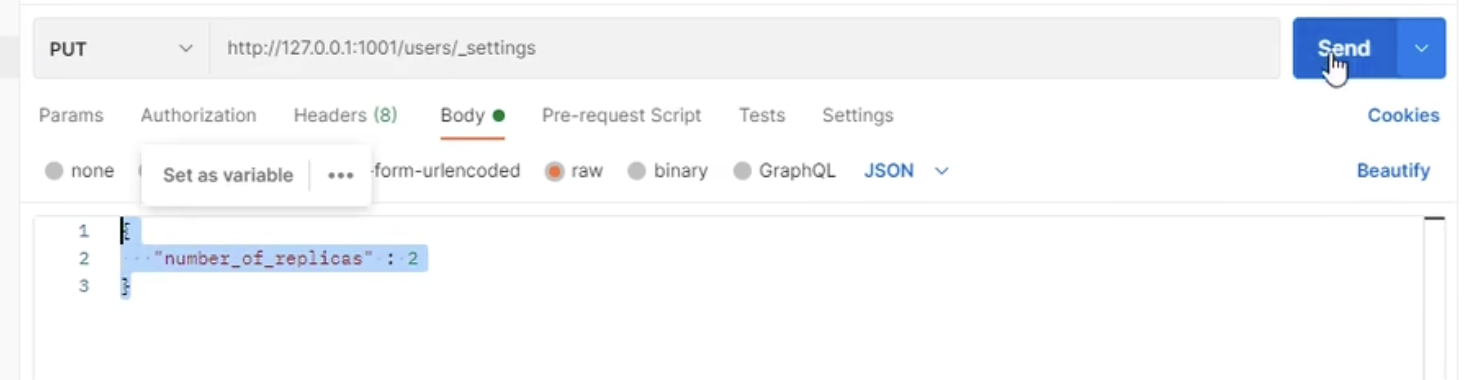 PUT http://127.0.0.1:1001/users/_settings Send
Params Authorization Headers (8) Body Pre-request Script Tests Settings Cookies
none Set as variable ••• -form-urlencoded raw binary GraphQL JSON Beautify
1 {
2 "number_of_replicas" : 2
3 }